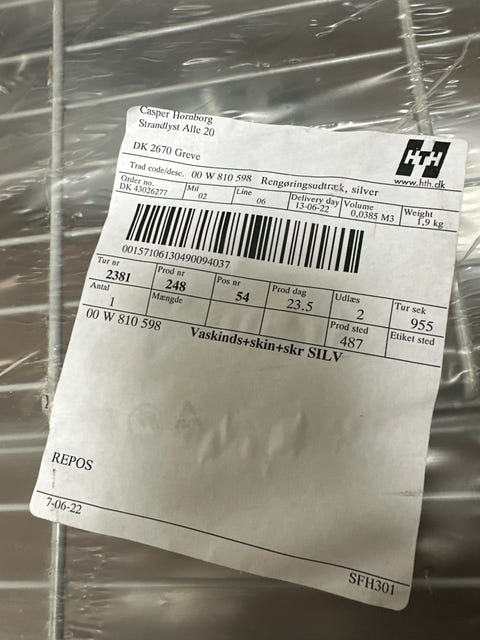 Casper Hornborg
Strandlyst Alle 20
DK 2670 Greve
HTH
www.hth.dk
Trad code/desc. 00 W 810 598 Rengøringsudtræk, silver
Order no. Mil Line Delivery day Volume Weight
DK 43026277 02 06 13-06-22 0,0385 M3 1,9 kg
00157106130490094037
Tur nr Prod nr Pos nr Prod dag Udlæs Tur sek
2381 248 54 23.5 2 955
Antal Mængde Prod sted Etiket sted
1 487
00 W 810 598 Vaskinds+skin+skr SILV
REPOS
7-06-22 SFH301